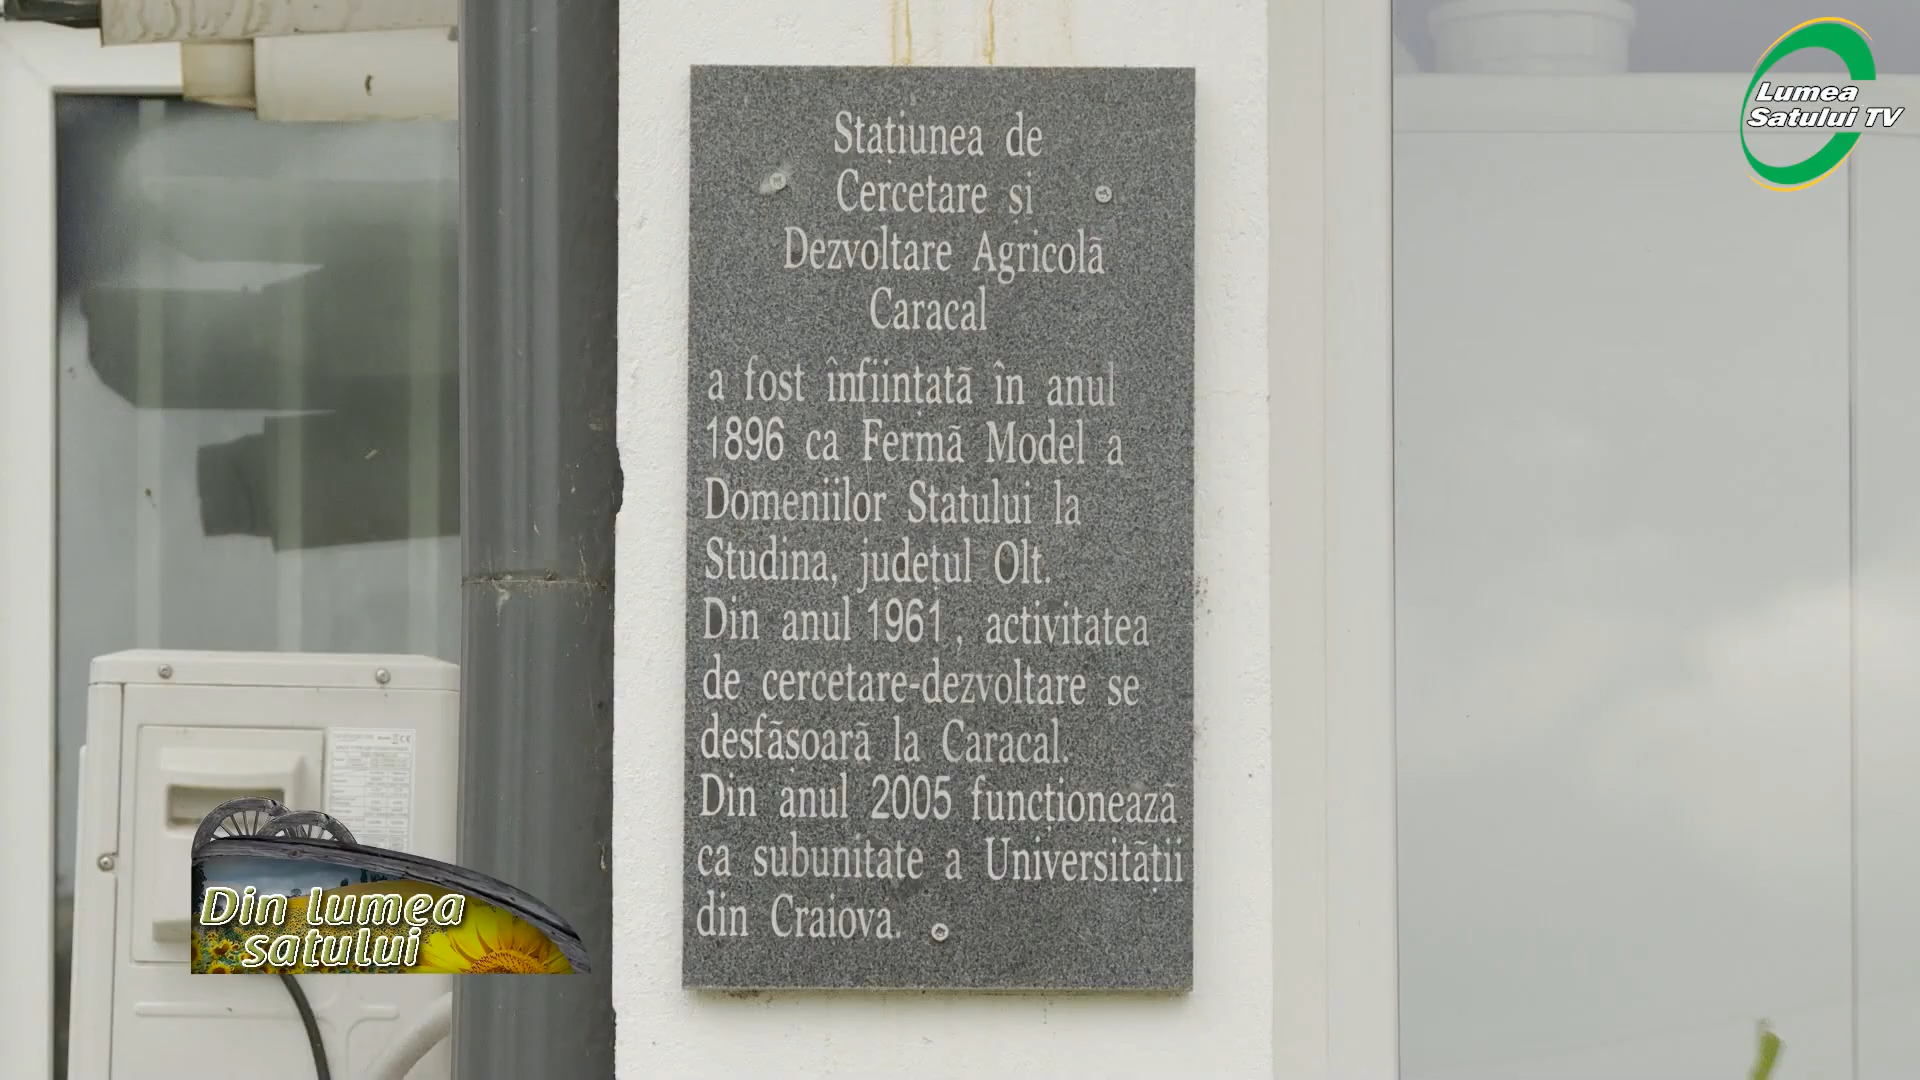 Stațiunea de
Cercetare și
Dezvoltare Agricolă
Caracal
a fost înființată în anul
1896 ca Fermă Model a
Domeniilor Statului la
Studina, județul Olt.
Din anul 1961, activitatea
de cercetare-dezvoltare se
desfășoară la Caracal.
Din anul 2005 funcționează
ca subunitate a Universității
din Craiova.
Lumea
Satului TV
Din lumea
satului